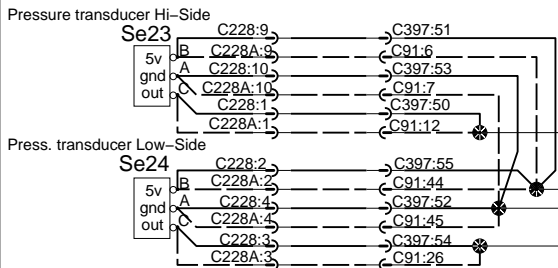 Pressure transducer Hi-Side
Se23
5v
gnd
out
B
A
C
C228:9
C228A:9
C228:10
C228A:10
C228:1
C228A:1
C397:51
C91:6
C397:53
C91:7
C397:50
C91:12
Press. transducer Low-Side
Se24
5v
gnd
out
B
A
C
C228:2
C228A:2
C228:4
C228A:4
C228:3
C228A:3
C397:55
C91:44
C397:52
C91:45
C397:54
C91:26